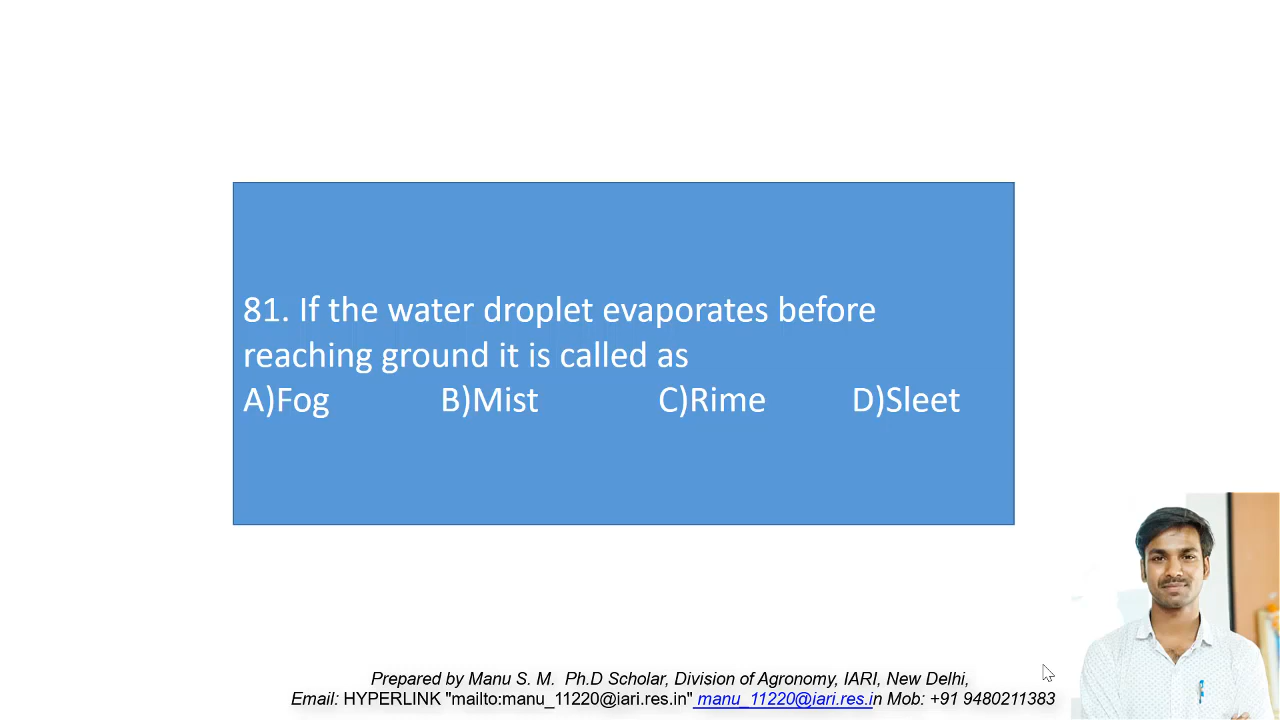 81. If the water droplet evaporates before
reaching ground it is called as
A)Fog B)Mist C)Rime D)Sleet
Prepared by Manu S. M. Ph.D Scholar, Division of Agronomy, IARI, New Delhi,
Email: HYPERLINK "mailto:manu_11220@iari.res.in" manu_11220@iari.res.in Mob: +91 9480211383